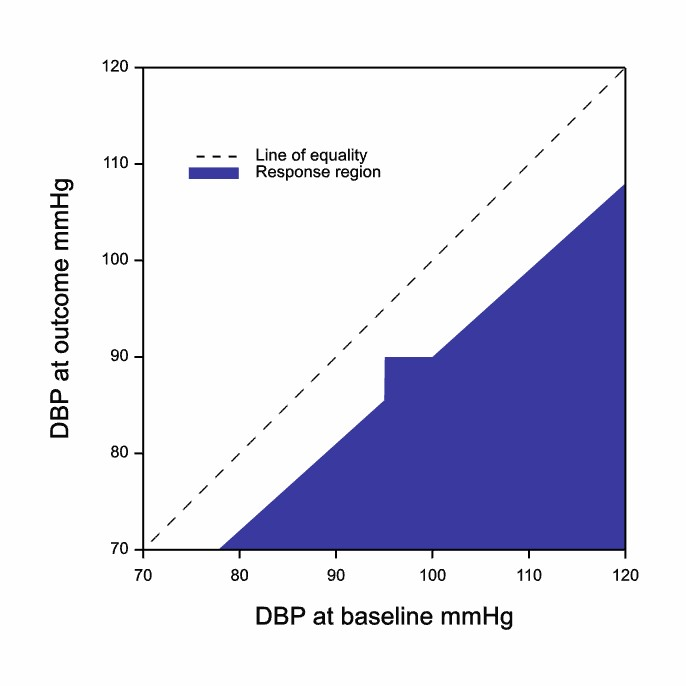 120
110
100
90
80
70
70 80 90 100 110 120
DBP at outcome mmHg
DBP at baseline mmHg
Line of equality
Response region